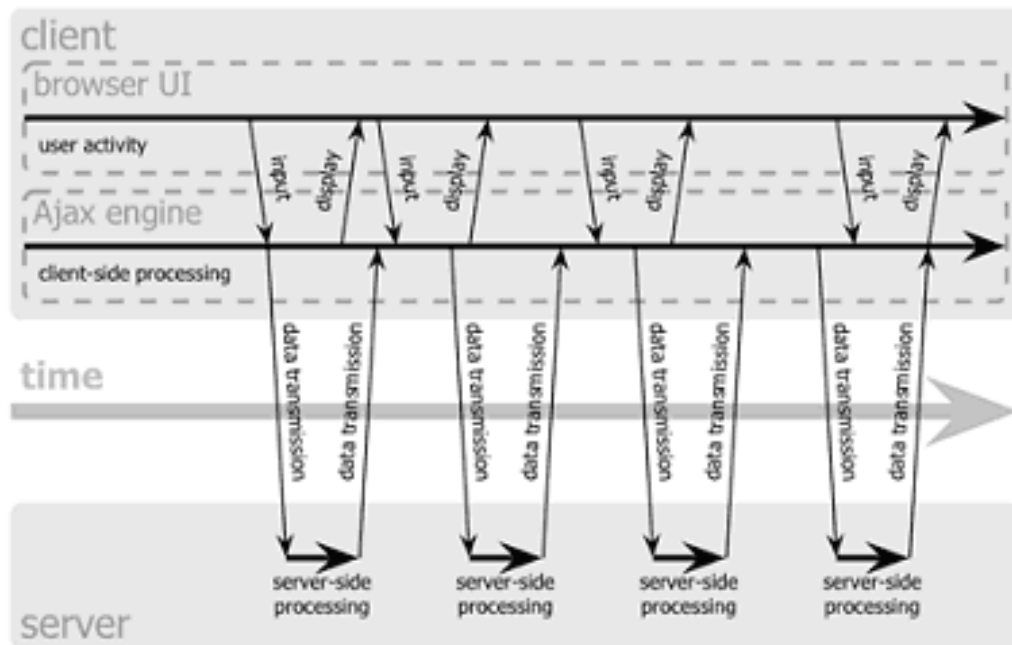 client
browser UI
user activity
input
display
input
display
input
display
input
display
Ajax engine
client-side processing
data transmission
data transmission
data transmission
data transmission
data transmission
data transmission
data transmission
data transmission
time
server-side
processing
server-side
processing
server-side
processing
server-side
processing
server